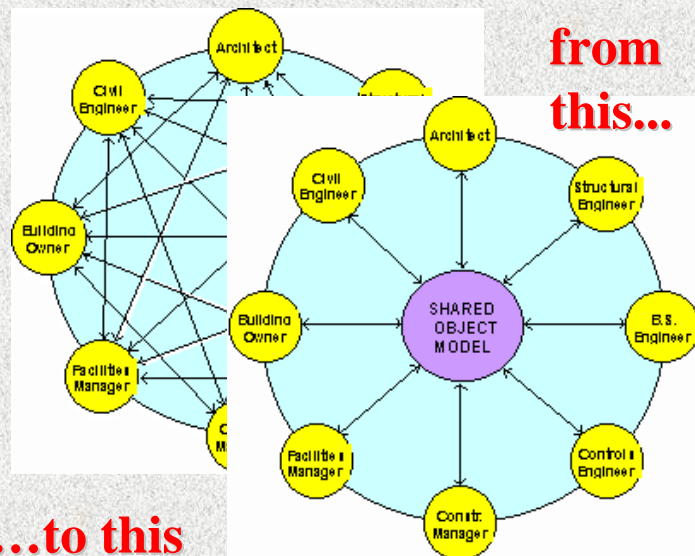 from
this...
Architect
Civil
Engineer
Building
Owner
Facilities
Manager
Architect
Structural
Engineer
B.S.
Engineer
Controls
Engineer
Constr.
Manager
Facilities
Manager
Building
Owner
Civil
Engineer
SHARED
OBJECT
MODEL
...to this